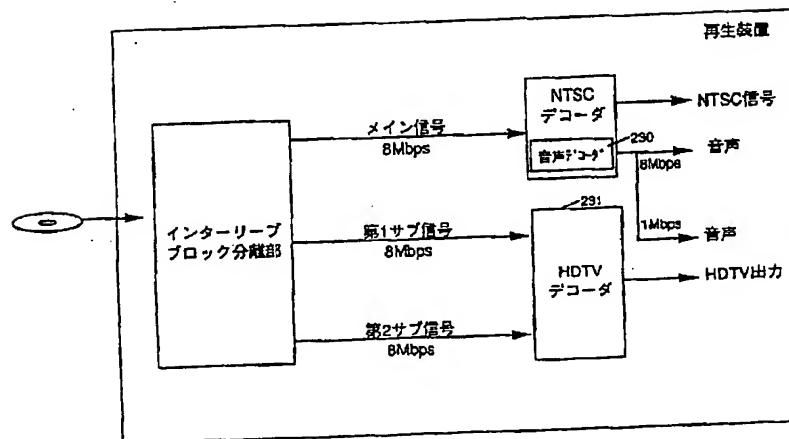 再生装置
NTSC
デコーダ
音声デコーダ
290
NTSC信号
8Mbps
音声
1Mbps
音声
メイン信号
8Mbps
インターリーブ
ブロック分離部
第1サブ信号
8Mbps
291
HDTV
デコーダ
HDTV出力
第2サブ信号
8Mbps